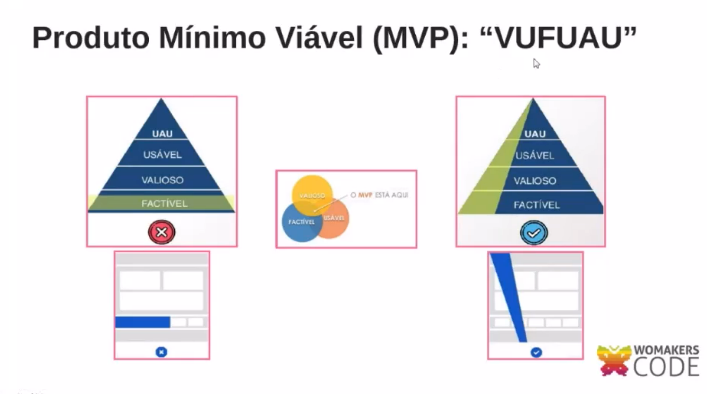 Produto Mínimo Viável (MVP): “VUFUAU”
UAU
USÁVEL
VALIOSO
FACTÍVEL
VALIOSO
O MVP ESTÁ AQUI
FACTÍVEL
USÁVEL
UAU
USÁVEL
VALIOSO
FACTÍVEL
WOMAKERS
CODE